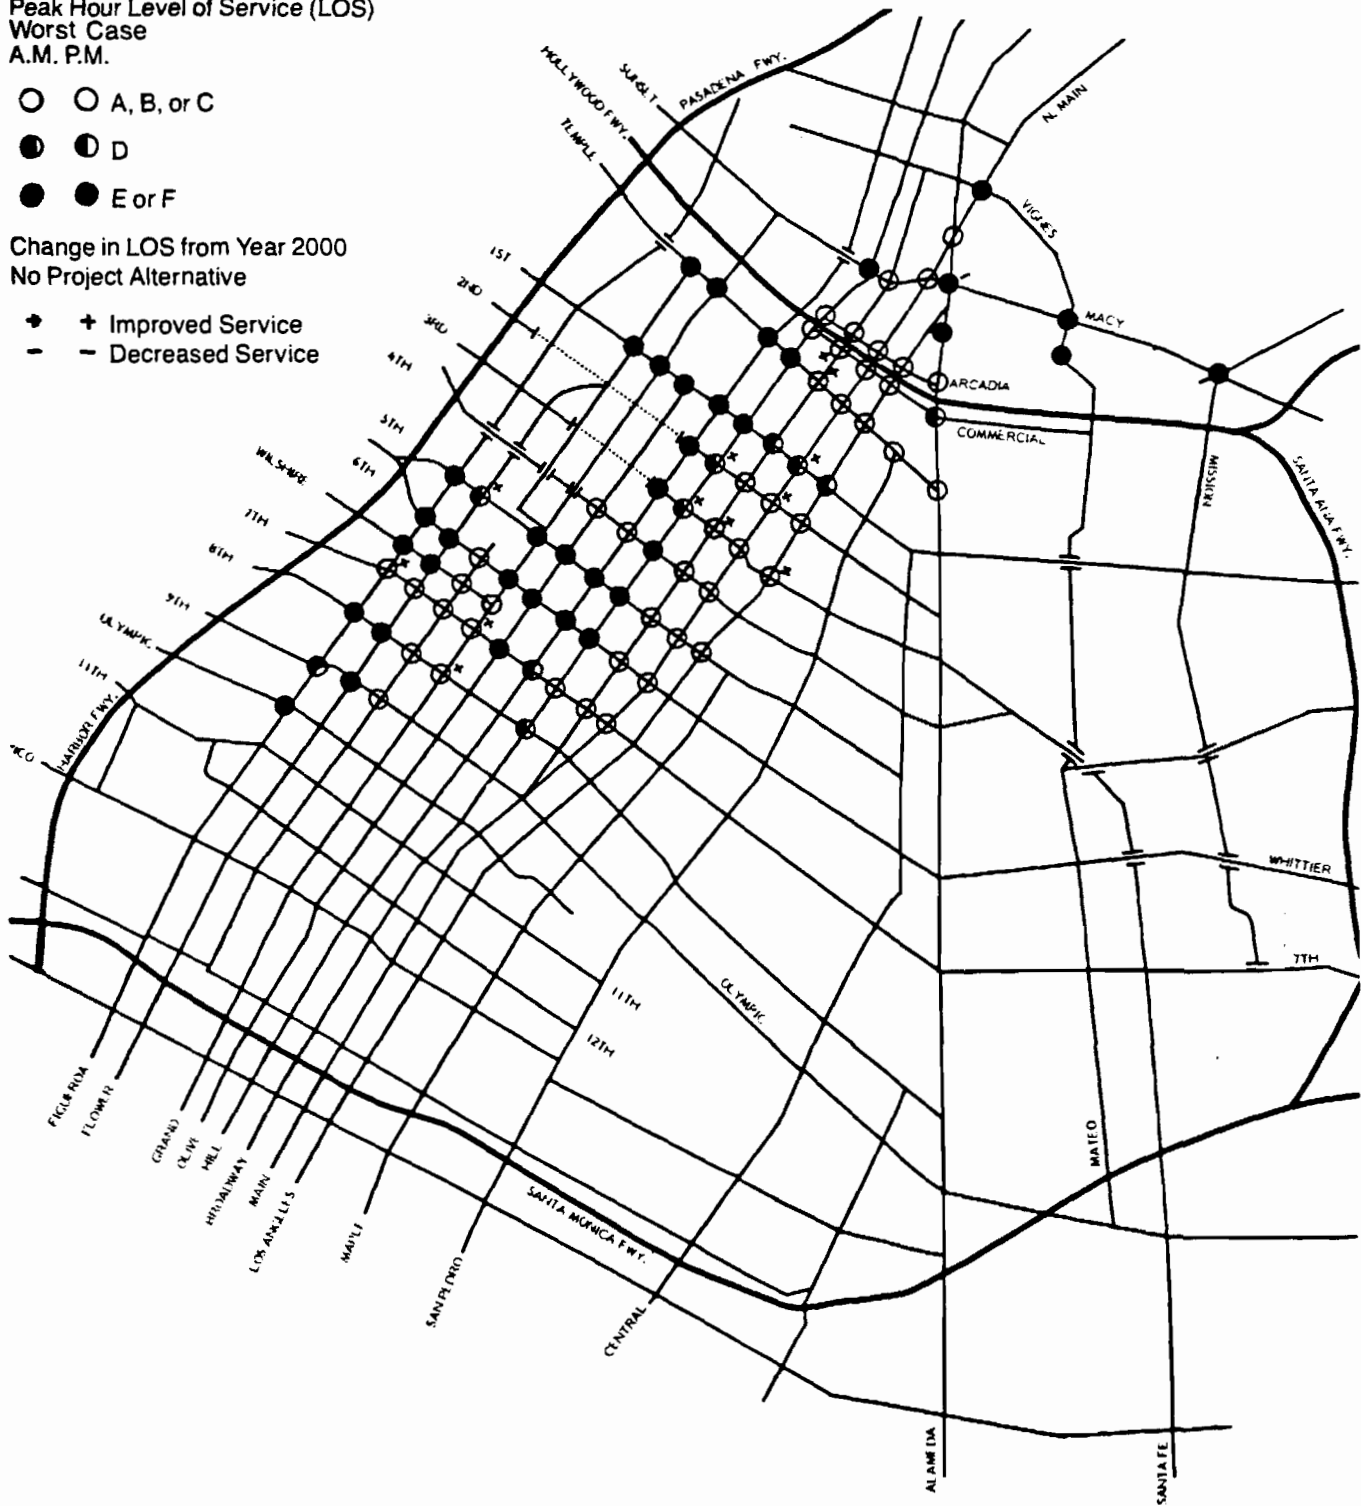 Peak Hour Level of Service (LOS)
Worst Case
A.M. P.M.
A, B, or C
D
E or F
Change in LOS from Year 2000
No Project Alternative
+ + Improved Service
- - Decreased Service
HOLLYWOOD FWY.
SUNSET
PASADENA FWY.
TEMPLE
N. MAIN
VIGNES
1ST
2ND
3RD
4TH
5TH
6TH
WILSHIRE
7TH
8TH
9TH
OLYMPIC
11TH
HARBOR FWY.
MACY
ARCADIA
COMMERCIAL
MISSION
SANTA ANA FWY.
WHITTIER
7TH
OLYMPIC
11TH
12TH
FIGUEROA
FLOWER
GRAND
OLIVE
HILL
BROADWAY
MAIN
LOS ANGELES
MAPLE
SAN PEDRO
SANTA MONICA FWY.
CENTRAL
MATEO
ALAMEDA
SANTA FE